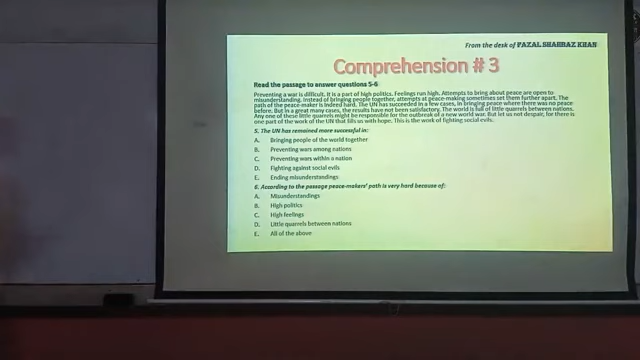 From the desk of FAZAL SHABBAZ KHAN
Comprehension # 3
Read the passage to answer questions 5-6
Preventing a war is difficult. It is a part of high politics. Feelings run high. Attempts to bring about peace are open to
misunderstanding. Instead of bringing people together, attempts at peace-making sometimes set them further apart. The
path of the peace-maker is indeed hard. The UN has succeeded in a few cases, in bringing peace where there was no peace
before. But in a great many cases, the results have not been satisfactory. The world is full of little quarrels between nations.
Any one of these little quarrels might be responsible for the outbreak of a new world war. But let us not despair, for there is
one part of the work of the UN that fills us with hope. This is the work of fighting social evils.
5. The UN has remained more successful in:
A. Bringing people of the world together
B. Preventing wars among nations
C. Preventing wars within a nation
D. Fighting against social evils
E. Ending misunderstandings
6. According to the passage peace-makers' path is very hard because of:
A. Misunderstandings
B. High politics
C. High feelings
D. Little quarrels between nations
E. All of the above